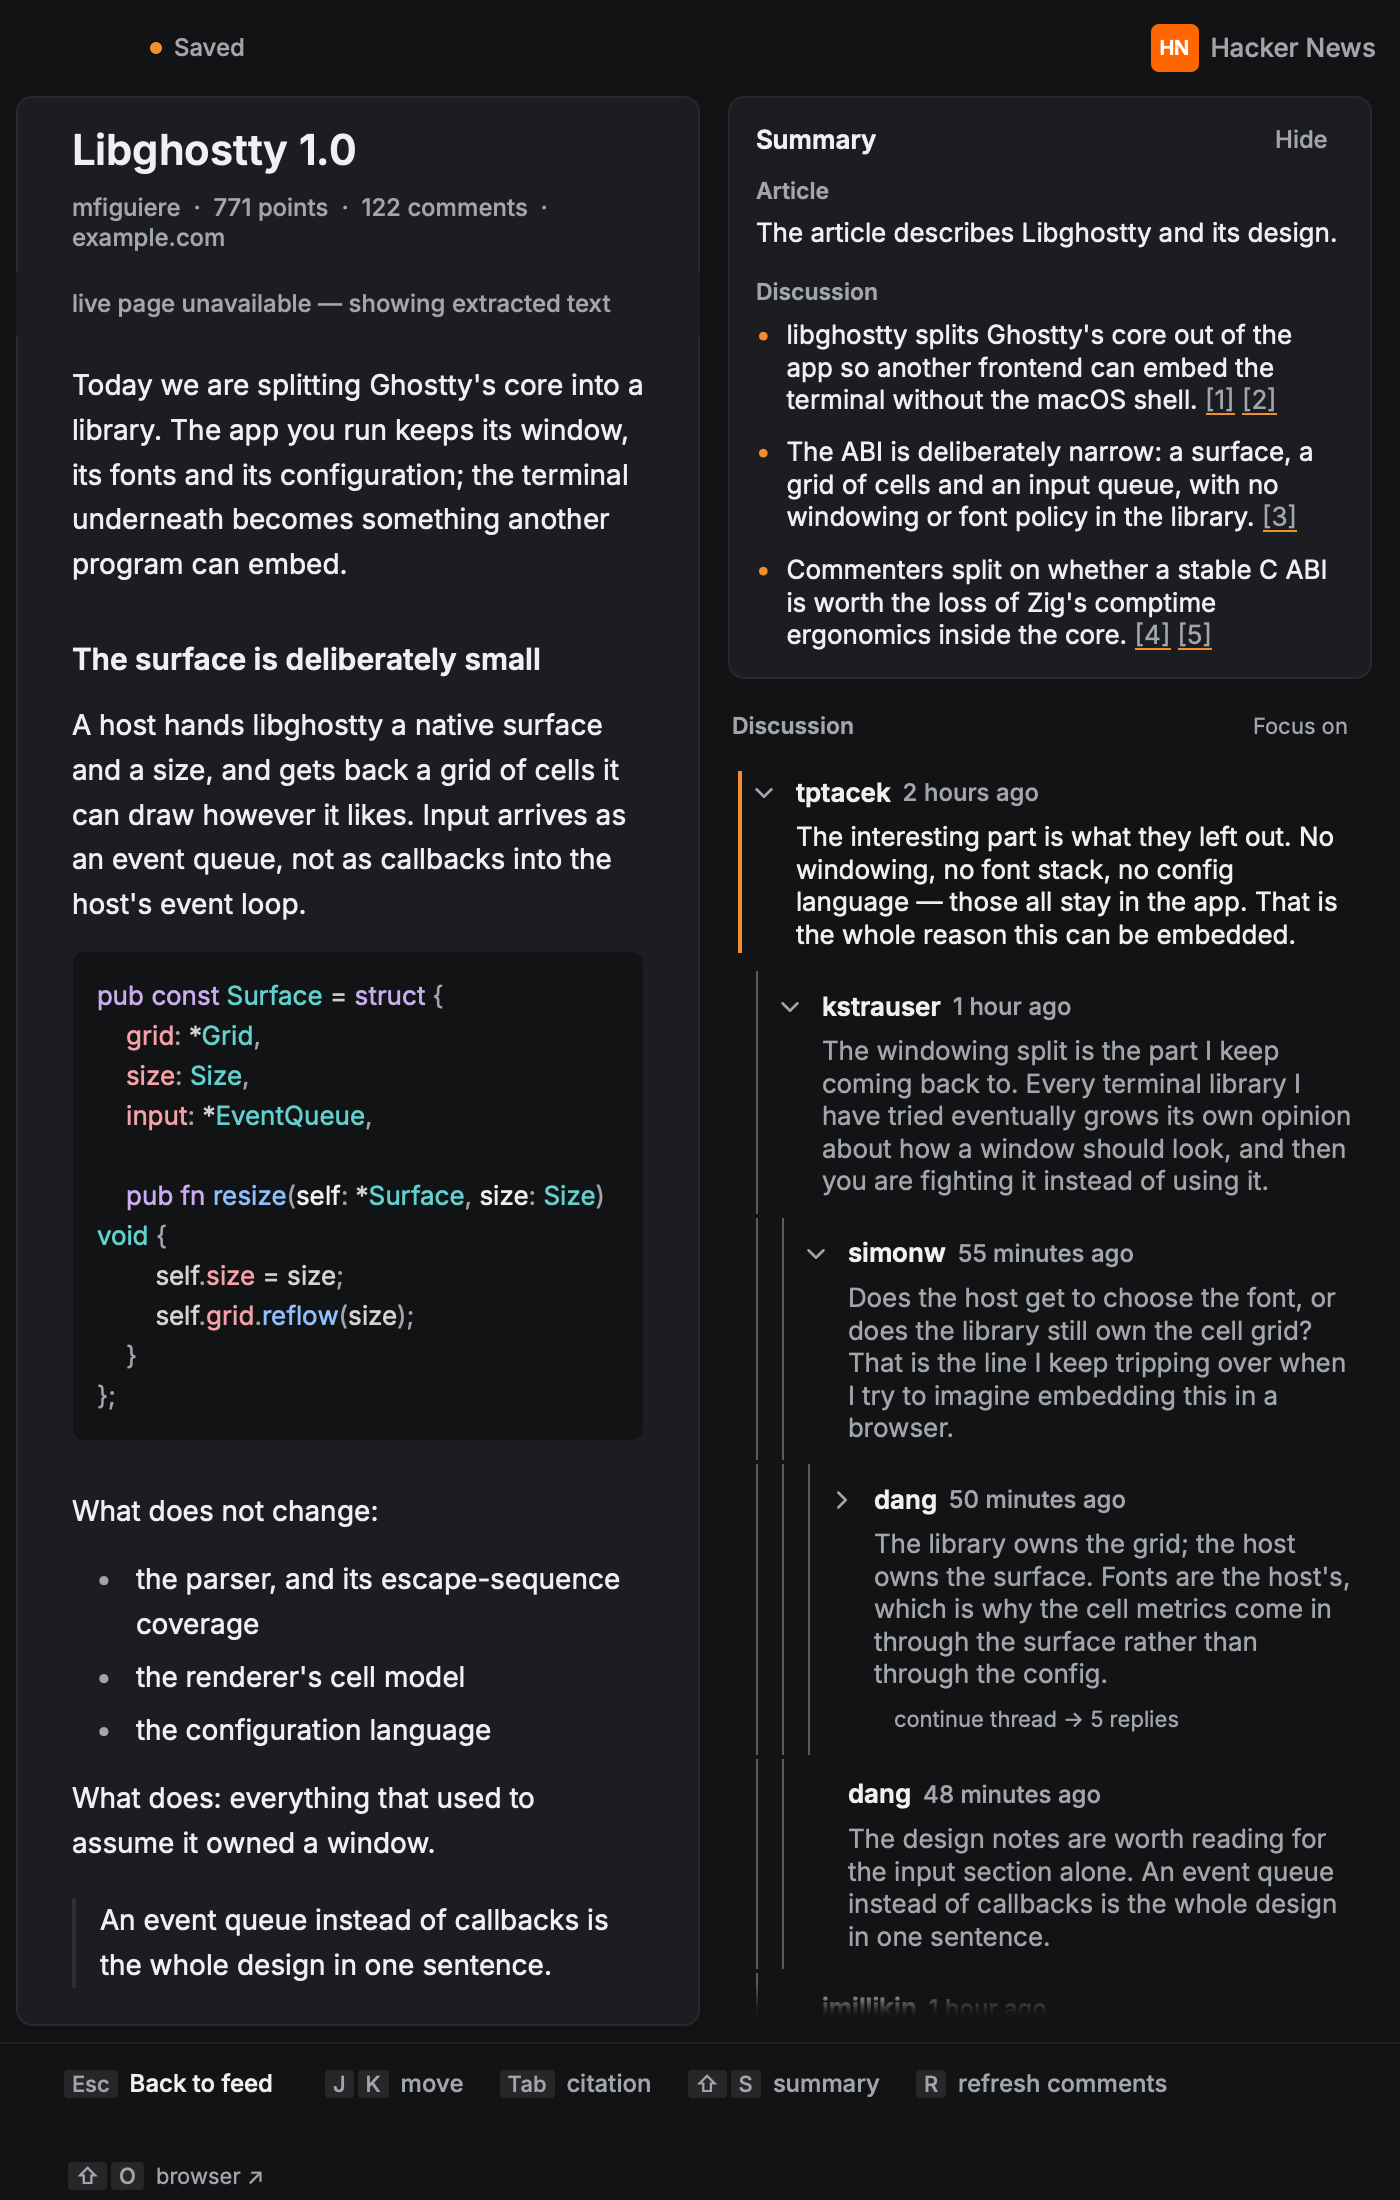 Saved
HN Hacker News
Libghostty 1.0
mfiguiere · 771 points · 122 comments ·
example.com
live page unavailable — showing extracted text
Today we are splitting Ghostty's core into a
library. The app you run keeps its window,
its fonts and its configuration; the terminal
underneath becomes something another
program can embed.
The surface is deliberately small
A host hands libghostty a native surface
and a size, and gets back a grid of cells it
can draw however it likes. Input arrives as
an event queue, not as callbacks into the
host's event loop.
pub const Surface = struct {
grid: *Grid,
size: Size,
input: *EventQueue,
pub fn resize(self: *Surface, size: Size)
void {
self.size = size;
self.grid.reflow(size);
}
};
What does not change:
• the parser, and its escape-sequence
coverage
• the renderer's cell model
• the configuration language
What does: everything that used to
assume it owned a window.
An event queue instead of callbacks is
the whole design in one sentence.
Summary Hide
Article
The article describes Libghostty and its design.
Discussion
• libghostty splits Ghostty's core out of the
app so another frontend can embed the
terminal without the macOS shell. [1] [2]
• The ABI is deliberately narrow: a surface, a
grid of cells and an input queue, with no
windowing or font policy in the library. [3]
• Commenters split on whether a stable C ABI
is worth the loss of Zig's comptime
ergonomics inside the core. [4] [5]
Discussion Focus on
tptacek 2 hours ago
The interesting part is what they left out. No
windowing, no font stack, no config
language — those all stay in the app. That is
the whole reason this can be embedded.
kstrauser 1 hour ago
The windowing split is the part I keep
coming back to. Every terminal library I
have tried eventually grows its own opinion
about how a window should look, and then
you are fighting it instead of using it.
simonw 55 minutes ago
Does the host get to choose the font, or
does the library still own the cell grid?
That is the line I keep tripping over when
I try to imagine embedding this in a
browser.
dang 50 minutes ago
The library owns the grid; the host
owns the surface. Fonts are the host's,
which is why the cell metrics come in
through the surface rather than
through the config.
continue thread → 5 replies
dang 48 minutes ago
The design notes are worth reading for
the input section alone. An event queue
instead of callbacks is the whole design
in one sentence.
jmillikin 1 hour ago
Esc Back to feed J K move Tab citation ⇧ S summary R refresh comments
⇧ O browser ↗